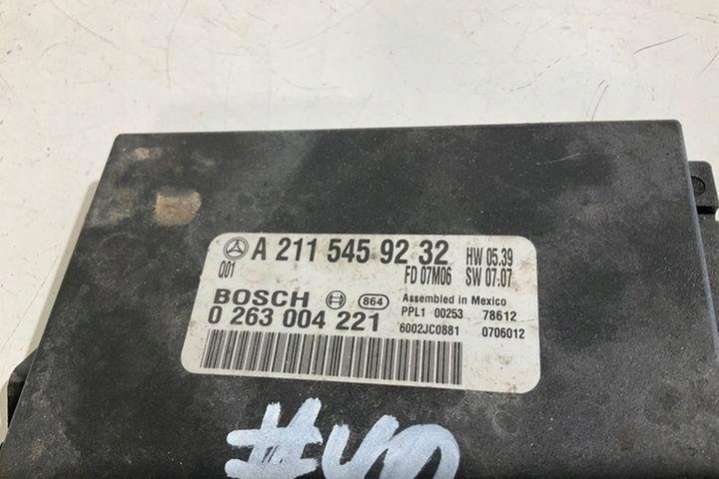 A 211 545 92 32 HW 05.39
001 FD 07M06 SW 07.07
BOSCH 864 Assembled in Mexico
0 263 004 221 PPL1 00253 78612
6002JC0881 0706012